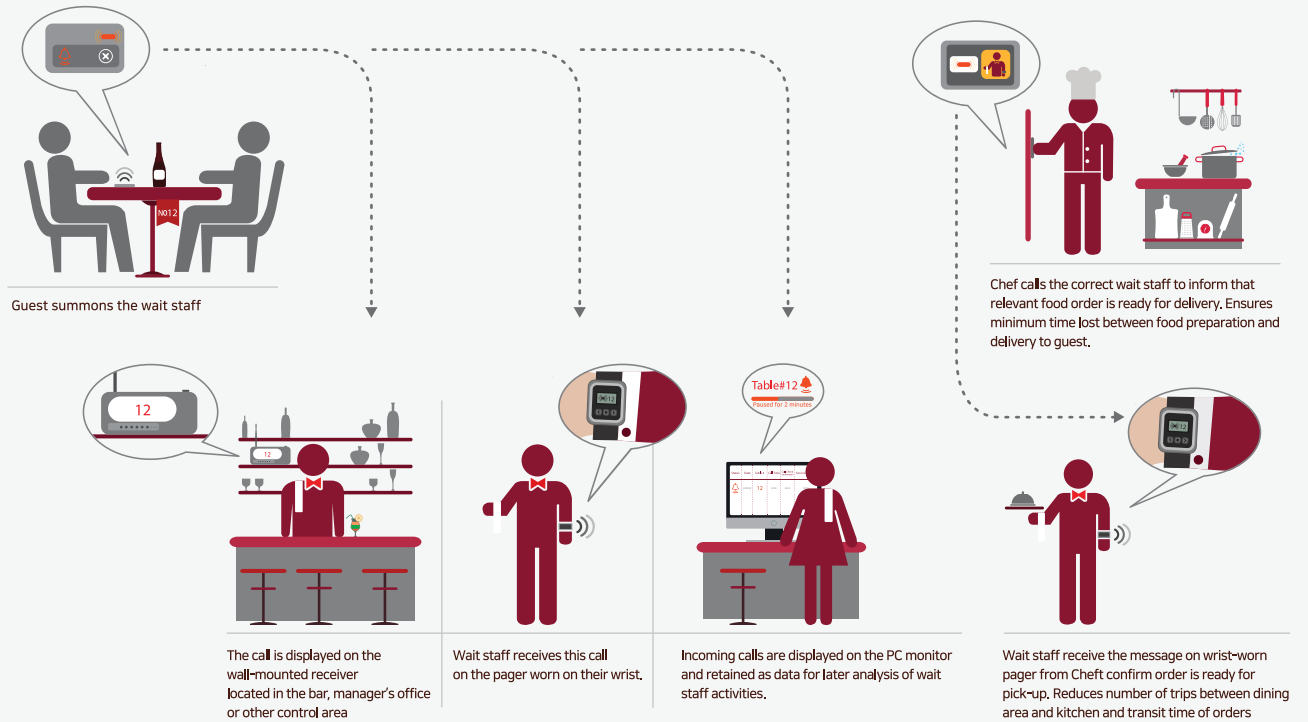 NO12
Guest summons the wait staff
Chef calls the correct wait staff to inform that
relevant food order is ready for delivery. Ensures
minimum time lost between food preparation and
delivery to guest.
12
12
12
Table#12
Paused for 2 minutes
12
12
The call is displayed on the
wall-mounted receiver
located in the bar, manager's office
or other control area
Wait staff receives this call
on the pager worn on their wrist.
Incoming calls are displayed on the PC monitor
and retained as data for later analysis of wait
staff activities.
12
Wait staff receive the message on wrist-worn
pager from Cheft confirm order is ready for
pick-up. Reduces number of trips between dining
area and kitchen and transit time of orders